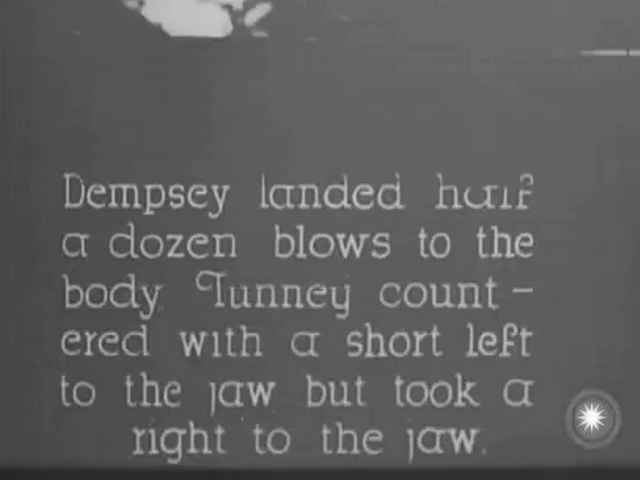 Dempsey landed half
a dozen blows to the
body Tunney count-
ered with a short left
to the jaw but took a
right to the jaw.